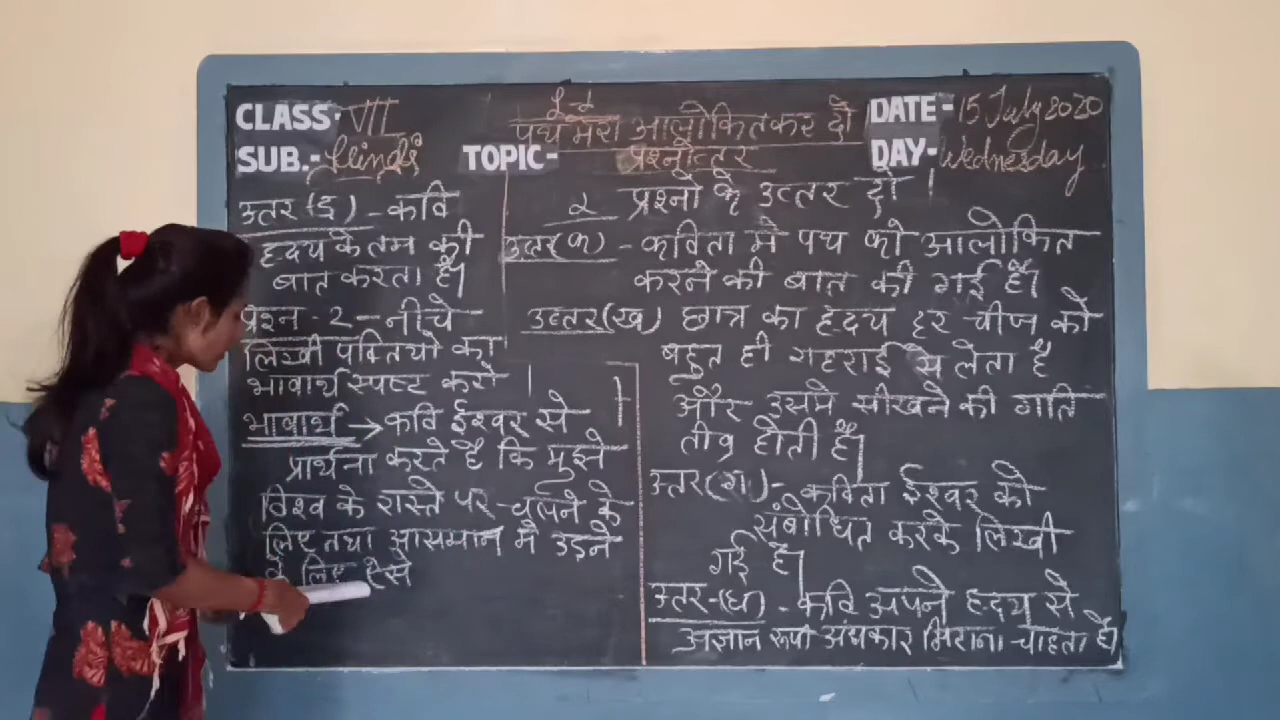 CLASS- VII
SUB.- Hindi
TOPIC-
पथ मेरा आलोकित कर दो
प्रश्नोत्तर
DATE- 15 July 2020
DAY- Wednesday
२ प्रश्नों के उत्तर दो ।
उत्तर(क) - कविता में पथ को आलोकित
करने की बात की गई है।
उत्तर(ख) छात्र का हृदय हर चीज को
बहुत ही गहराई से लेता है
और उसमे सीखने की गति
तीव्र होती है।
उत्तर(ग) - कविता ईश्वर को
संबोधित करके लिखी
गई है।
उत्तर-(घ) - कवि अपने हृदय से
अज्ञान रूपी अंधकार मिटाना चाहता है।
उत्तर(ङ) - कवि
हृदय के तम की
बात करता है।
प्रश्न - 2 - नीचे
लिखी पंक्तियों का
भावार्थ स्पष्ट करो ।
भावार्थ → कवि ईश्वर से
प्रार्थना करते है कि मुझे
विश्व के रास्ते पर चलने के
लिए तथा आसमान में उड़ने
के लिए ऐसे